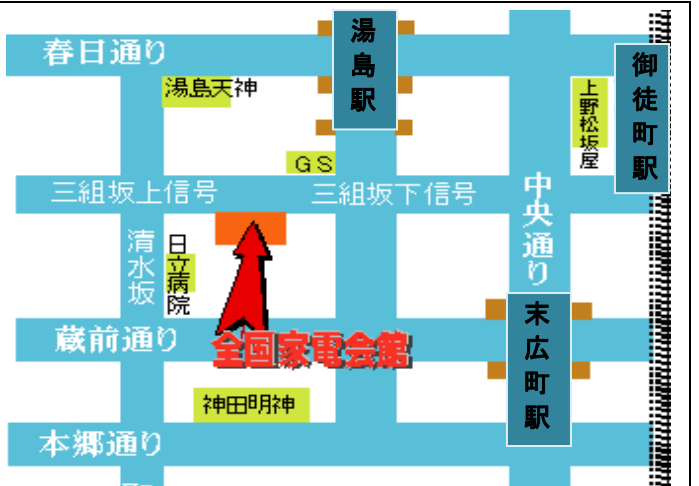 春日通り
湯島駅
御徒町駅
湯島天神
上野松坂屋
GS
三組坂上信号
三組坂下信号
中央通り
清水坂
日立病院
末広町駅
蔵前通り
全国家電会館
神田明神
本郷通り